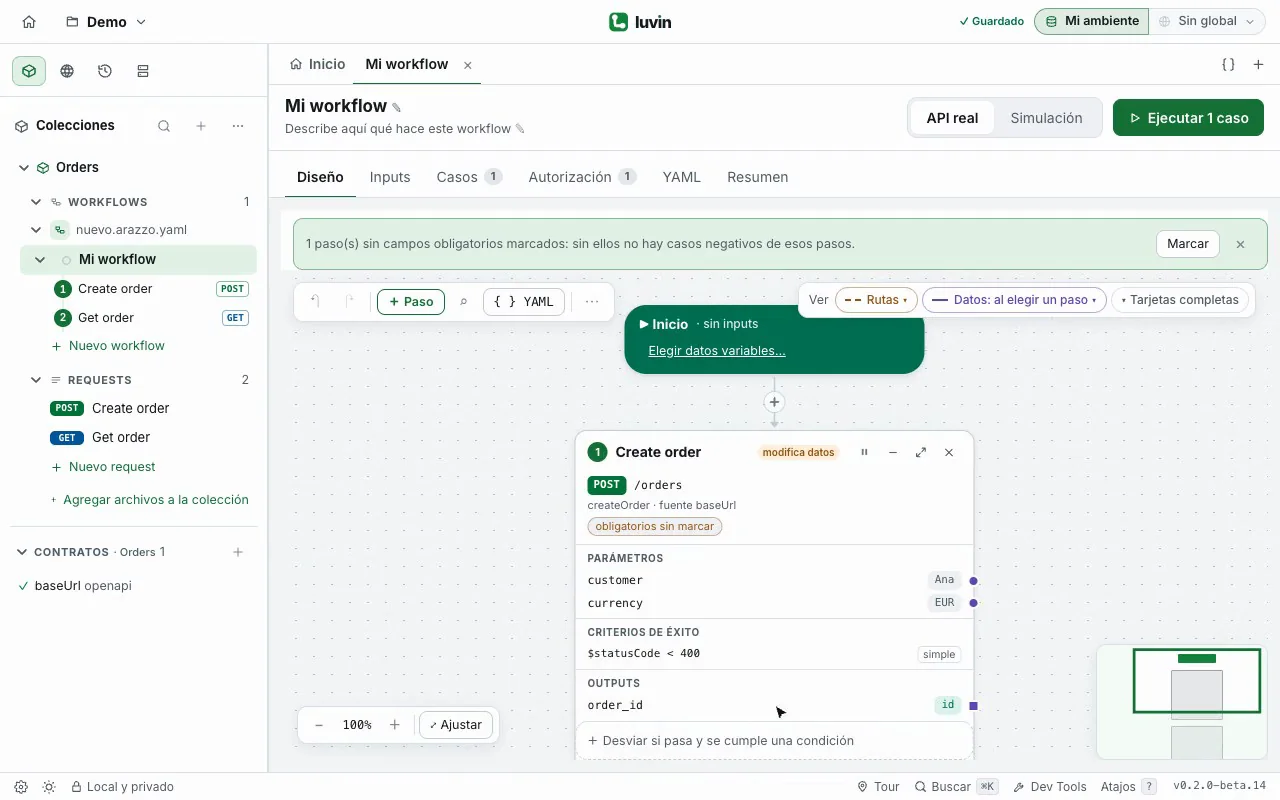 Demo
luvin
Guardado
Mi ambiente
Sin global
Inicio
Mi workflow
{ }
Colecciones
Mi workflow
Describe aquí qué hace este workflow
API real
Simulación
Ejecutar 1 caso
Orders
Diseño
Inputs
Casos 1
Autorización 1
YAML
Resumen
WORKFLOWS 1
nuevo.arazzo.yaml
Mi workflow
1 Create order POST
2 Get order GET
+ Nuevo workflow
REQUESTS 2
POST Create order
GET Get order
+ Nuevo request
+ Agregar archivos a la colección
CONTRATOS · Orders 1
baseUrl openapi
1 paso(s) sin campos obligatorios marcados: sin ellos no hay casos negativos de esos pasos.
Marcar
+ Paso
{ } YAML
Ver
Rutas
Datos: al elegir un paso
Tarjetas completas
Inicio · sin inputs
Elegir datos variables...
1 Create order
modifica datos
POST /orders
createOrder · fuente baseUrl
obligatorios sin marcar
PARÁMETROS
customer Ana
currency EUR
CRITERIOS DE ÉXITO
$statusCode < 400 simple
OUTPUTS
order_id id
+ Desviar si pasa y se cumple una condición
− 100% +
Ajustar
Local y privado
Tour
Buscar ⌘K
Dev Tools
Atajos ?
v0.2.0-beta.14